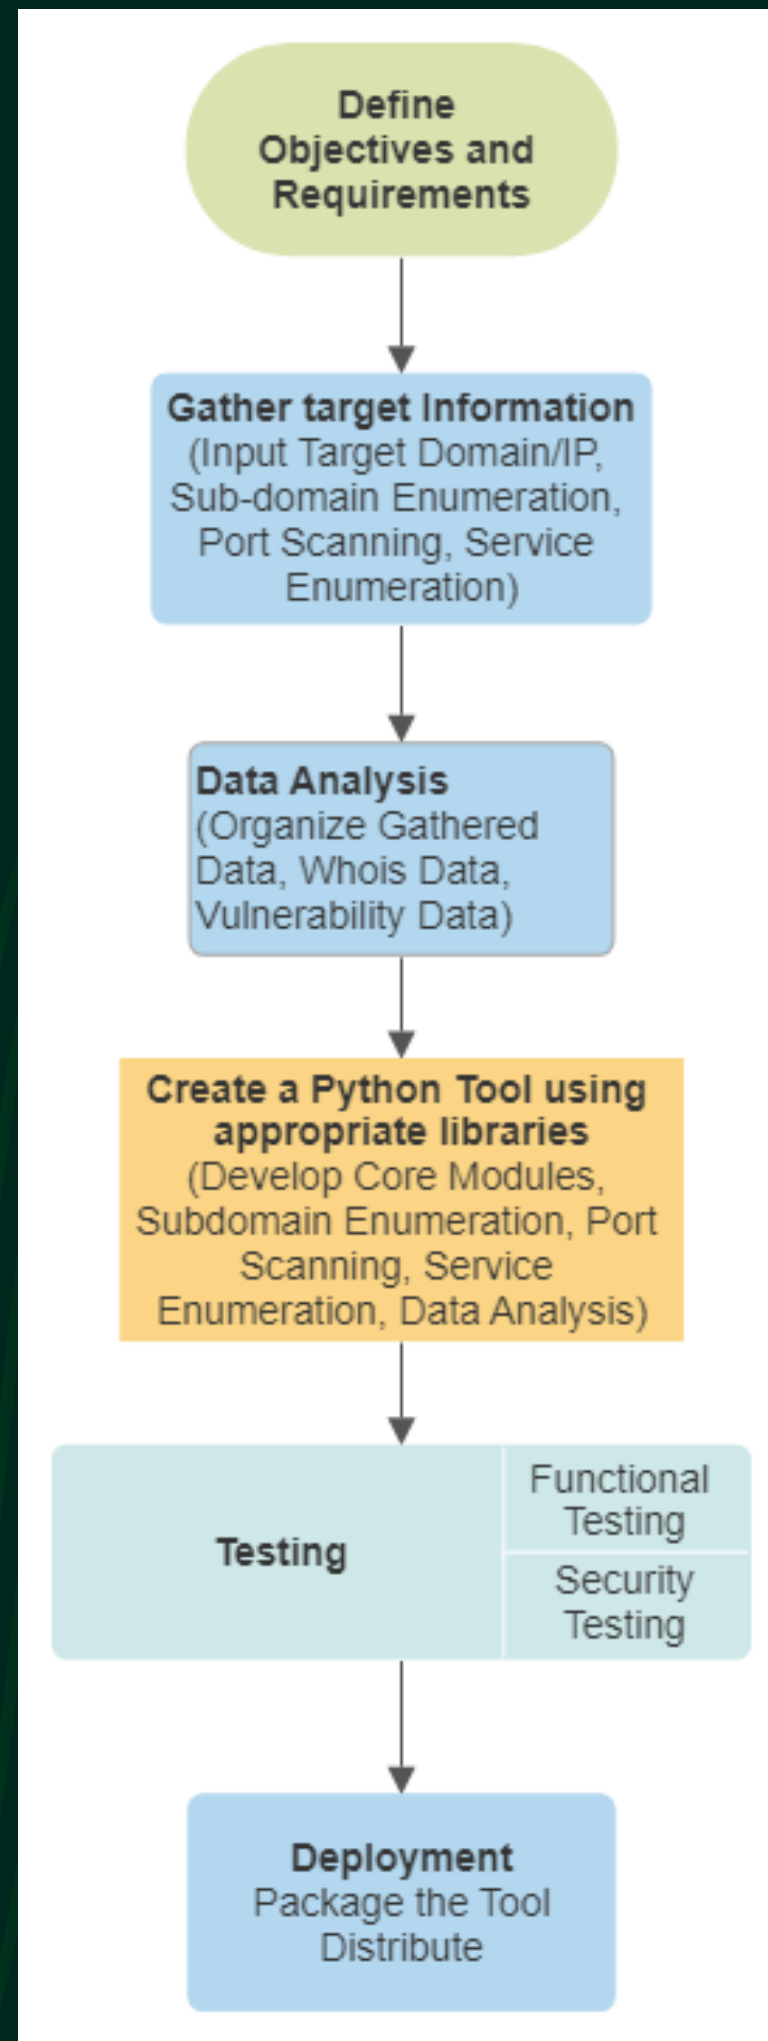 Define
Objectives and
Requirements
Gather target Information
(Input Target Domain/IP,
Sub-domain Enumeration,
Port Scanning, Service
Enumeration)
Data Analysis
(Organize Gathered
Data, Whois Data,
Vulnerability Data)
Create a Python Tool using
appropriate libraries
(Develop Core Modules,
Subdomain Enumeration, Port
Scanning, Service
Enumeration, Data Analysis)
Testing
Functional
Testing
Security
Testing
Deployment
Package the Tool
Distribute